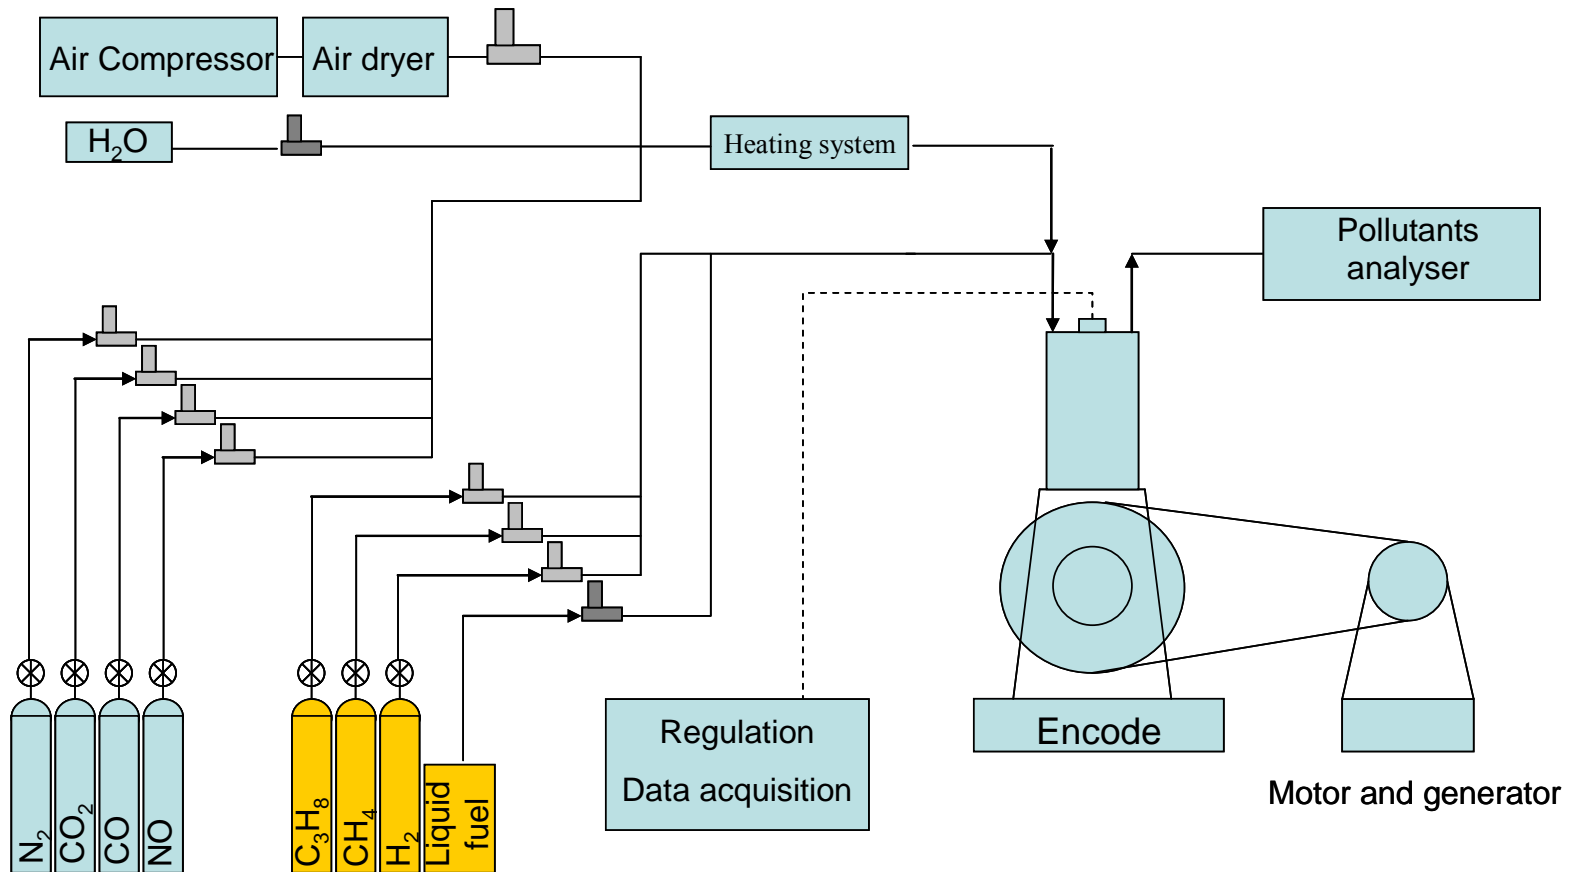 Air Compressor
Air dryer
H₂O
Heating system
Pollutants
analyser
Regulation
Data acquisition
Encode
Motor and generator
N₂
CO₂
CO
NO
C₃H₈
CH₄
H₂
Liquid
fuel